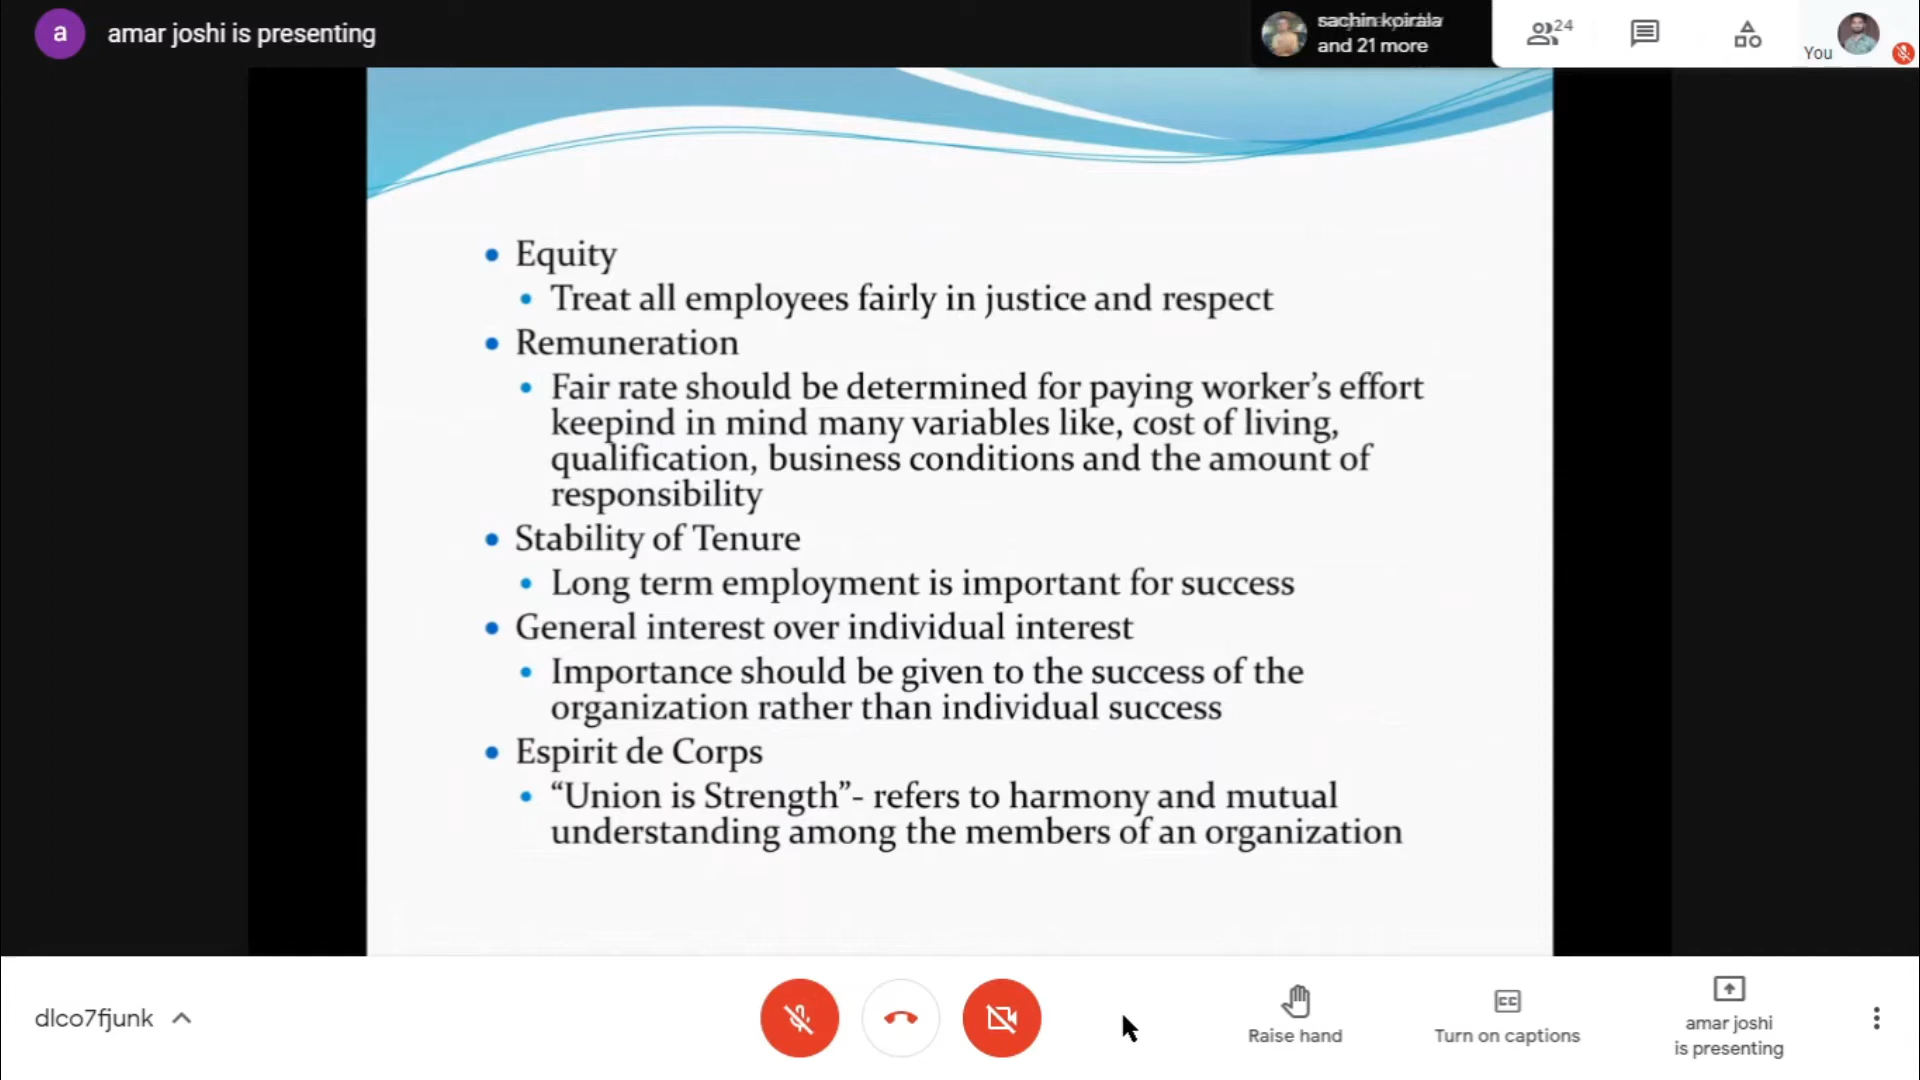 a
amar joshi is presenting
sachin koirala
and 21 more
24
You
Equity
Treat all employees fairly in justice and respect
Remuneration
Fair rate should be determined for paying worker’s effort
keepind in mind many variables like, cost of living,
qualification, business conditions and the amount of
responsibility
Stability of Tenure
Long term employment is important for success
General interest over individual interest
Importance should be given to the success of the
organization rather than individual success
Espirit de Corps
“Union is Strength”- refers to harmony and mutual
understanding among the members of an organization
dlco7fjunk
Raise hand
CC
Turn on captions
amar joshi
is presenting